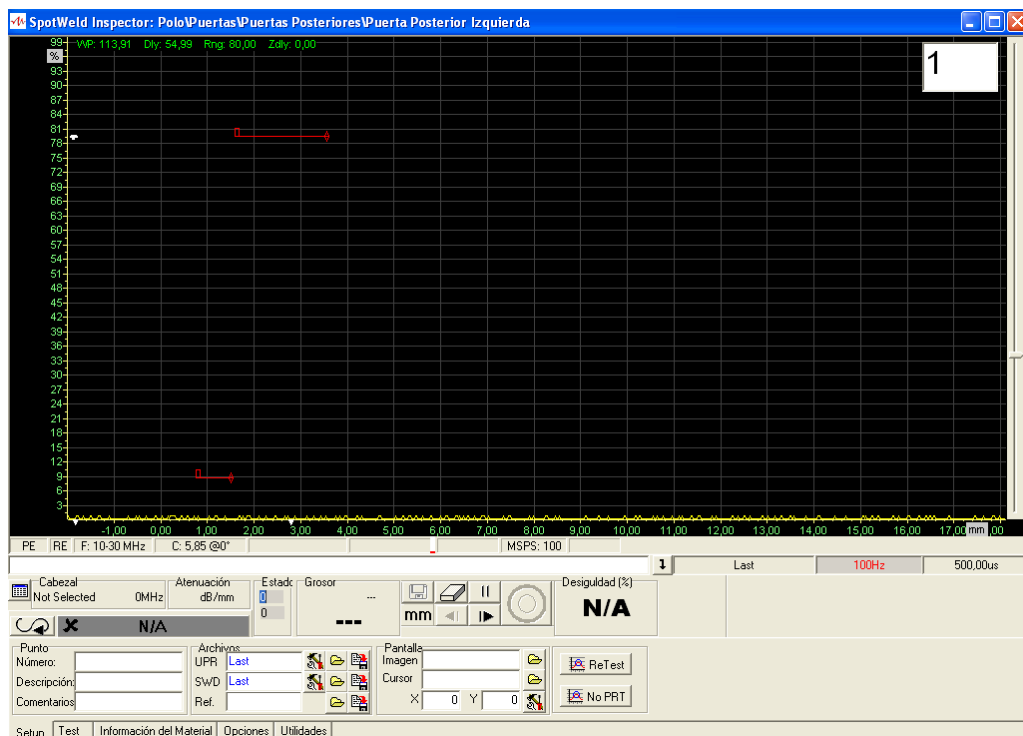 SpotWeld Inspector: Polo\Puertas\Puertas Posteriores\Puerta Posterior Izquierda
WP: 113,91 Dly: 54,99 Rng: 80,00 Zdly: 0,00
1
99
%
93
90
87
84
81
78
75
72
69
66
63
60
57
54
51
48
45
42
39
36
33
30
27
24
21
18
15
12
9
6
3
-1,00 0,00 1,00 2,00 3,00 4,00 5,00 6,00 7,00 8,00 9,00 10,00 11,00 12,00 13,00 14,00 15,00 16,00 17,00 mm ,00
PE RE F: 10-30 MHz C: 5,85 @0° MSPS: 100
Last 100Hz 500,00us
Cabezal Atenuación Estado Grosor Desiguldad (%)
Not Selected 0MHz dB/mm 0 --- N/A
0 --- mm
N/A
Punto Archivos Pantalla
Número: UPR Last Imagen ReTest
Descripción: SWD Last Cursor
Comentarios Ref. X 0 Y 0 No PRT
Setup Test Información del Material Opciones Utilidades